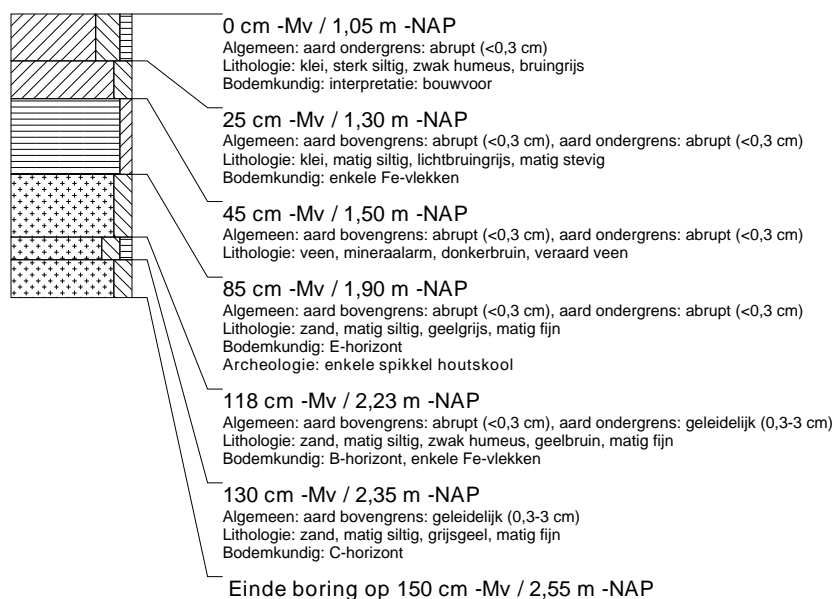 0 cm -Mv / 1,05 m -NAP
Algemeen: aard ondergrens: abrupt (<0,3 cm)
Lithologie: klei, sterk siltig, zwak humeus, bruingrijs
Bodemkundig: interpretatie: bouwvoor
25 cm -Mv / 1,30 m -NAP
Algemeen: aard bovengrens: abrupt (<0,3 cm), aard ondergrens: abrupt (<0,3 cm)
Lithologie: klei, matig siltig, lichtbruingrijs, matig stevig
Bodemkundig: enkele Fe-vlekken
45 cm -Mv / 1,50 m -NAP
Algemeen: aard bovengrens: abrupt (<0,3 cm), aard ondergrens: abrupt (<0,3 cm)
Lithologie: veen, mineraalarm, donkerbruin, veraard veen
85 cm -Mv / 1,90 m -NAP
Algemeen: aard bovengrens: abrupt (<0,3 cm), aard ondergrens: abrupt (<0,3 cm)
Lithologie: zand, matig siltig, geelgrijs, matig fijn
Bodemkundig: E-horizont
Archeologie: enkele spikkel houtskool
118 cm -Mv / 2,23 m -NAP
Algemeen: aard bovengrens: abrupt (<0,3 cm), aard ondergrens: geleidelijk (0,3-3 cm)
Lithologie: zand, matig siltig, zwak humeus, geelbruin, matig fijn
Bodemkundig: B-horizont, enkele Fe-vlekken
130 cm -Mv / 2,35 m -NAP
Algemeen: aard bovengrens: geleidelijk (0,3-3 cm)
Lithologie: zand, matig siltig, grijsgeel, matig fijn
Bodemkundig: C-horizont
Einde boring op 150 cm -Mv / 2,55 m -NAP